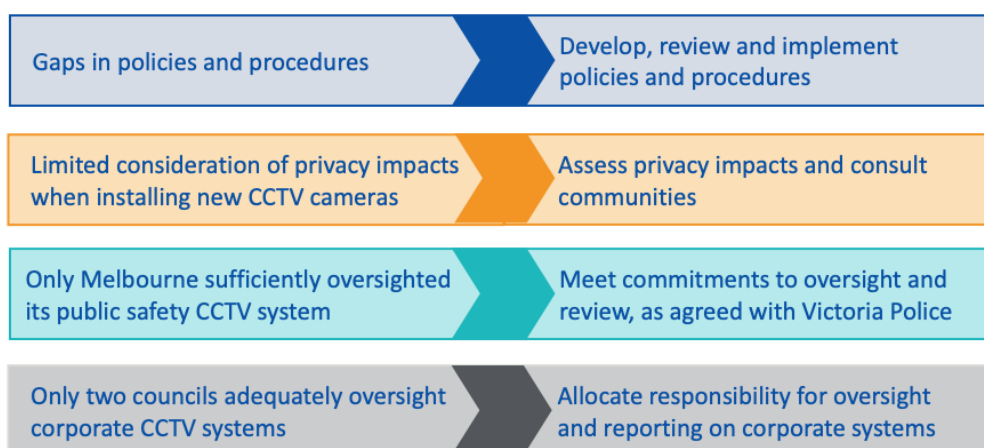 Gaps in policies and procedures
Develop, review and implement
policies and procedures
Limited consideration of privacy impacts
when installing new CCTV cameras
Assess privacy impacts and consult
communities
Only Melbourne sufficiently oversighted
its public safety CCTV system
Meet commitments to oversight and
review, as agreed with Victoria Police
Only two councils adequately oversight
corporate CCTV systems
Allocate responsibility for oversight
and reporting on corporate systems